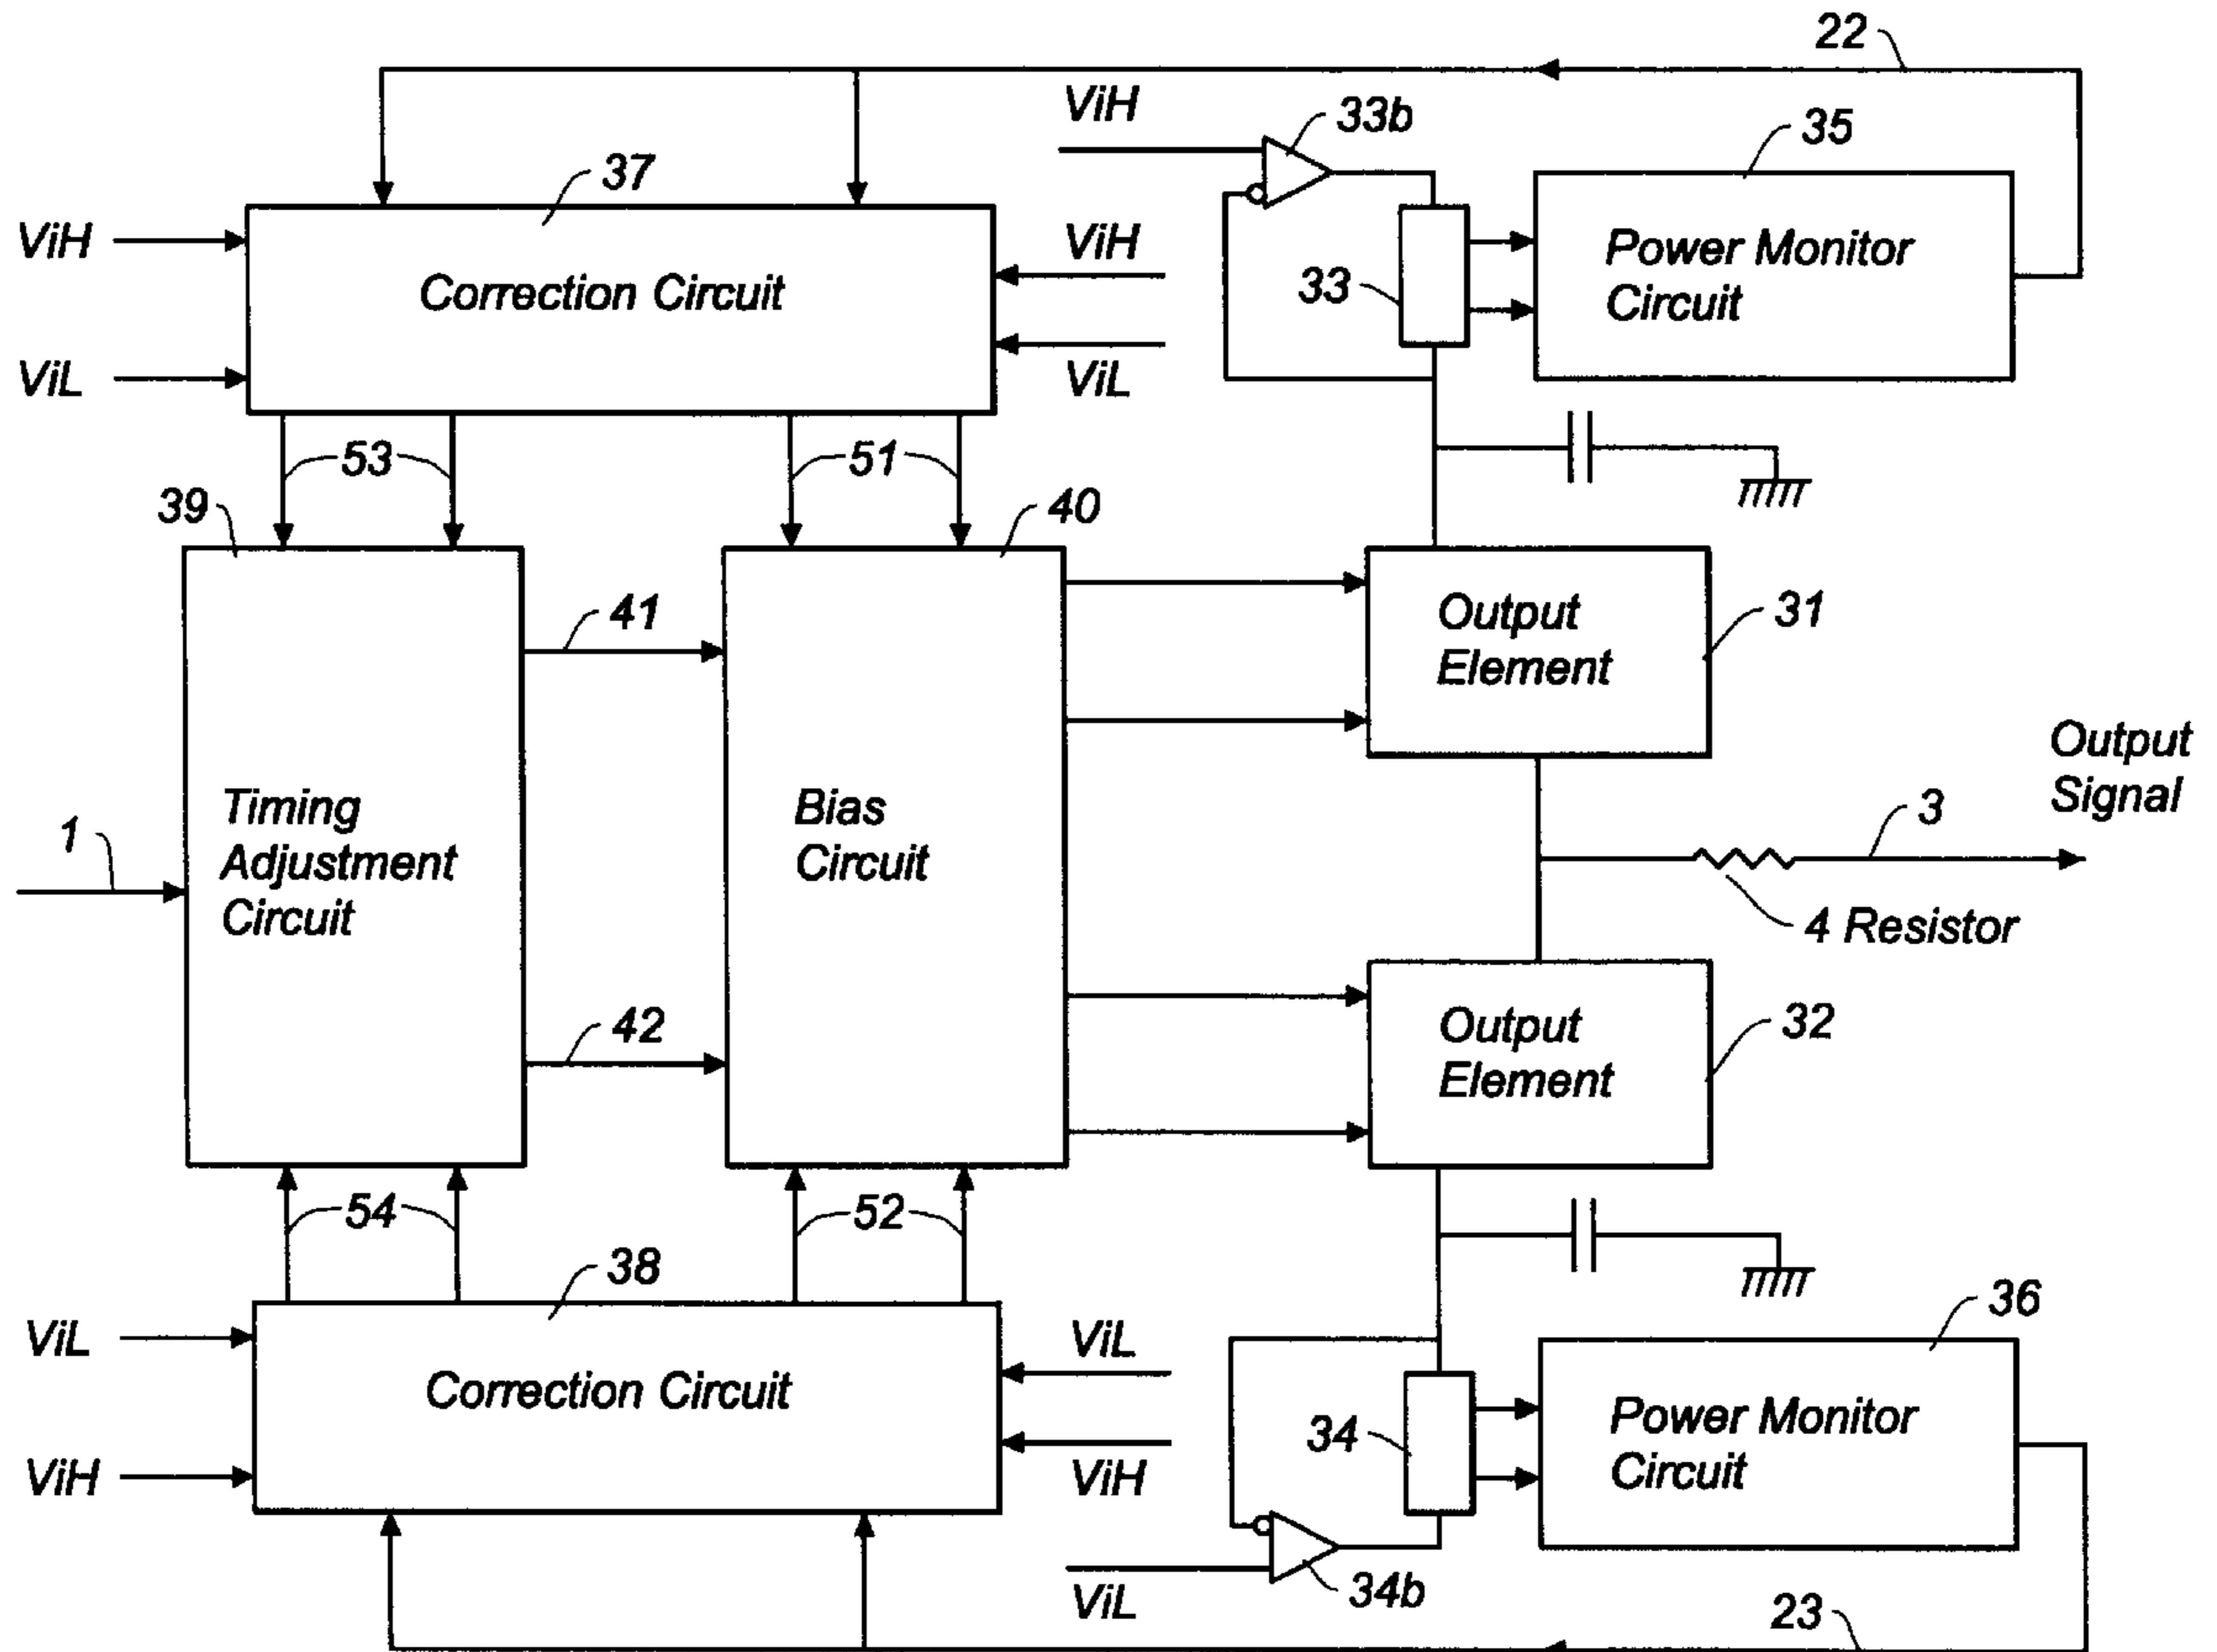 22
ViH
33b
35
37
ViH
ViH
Power Monitor
Circuit
33
Correction Circuit
ViL
ViL
53
51
39
40
41
Output
Element
31
Output
Signal
Timing
Adjustment
Circuit
Bias
Circuit
1
3
4 Resistor
42
Output
Element
32
54
52
38
36
ViL
ViL
Correction Circuit
34
Power Monitor
Circuit
ViH
ViH
34b
ViL
23